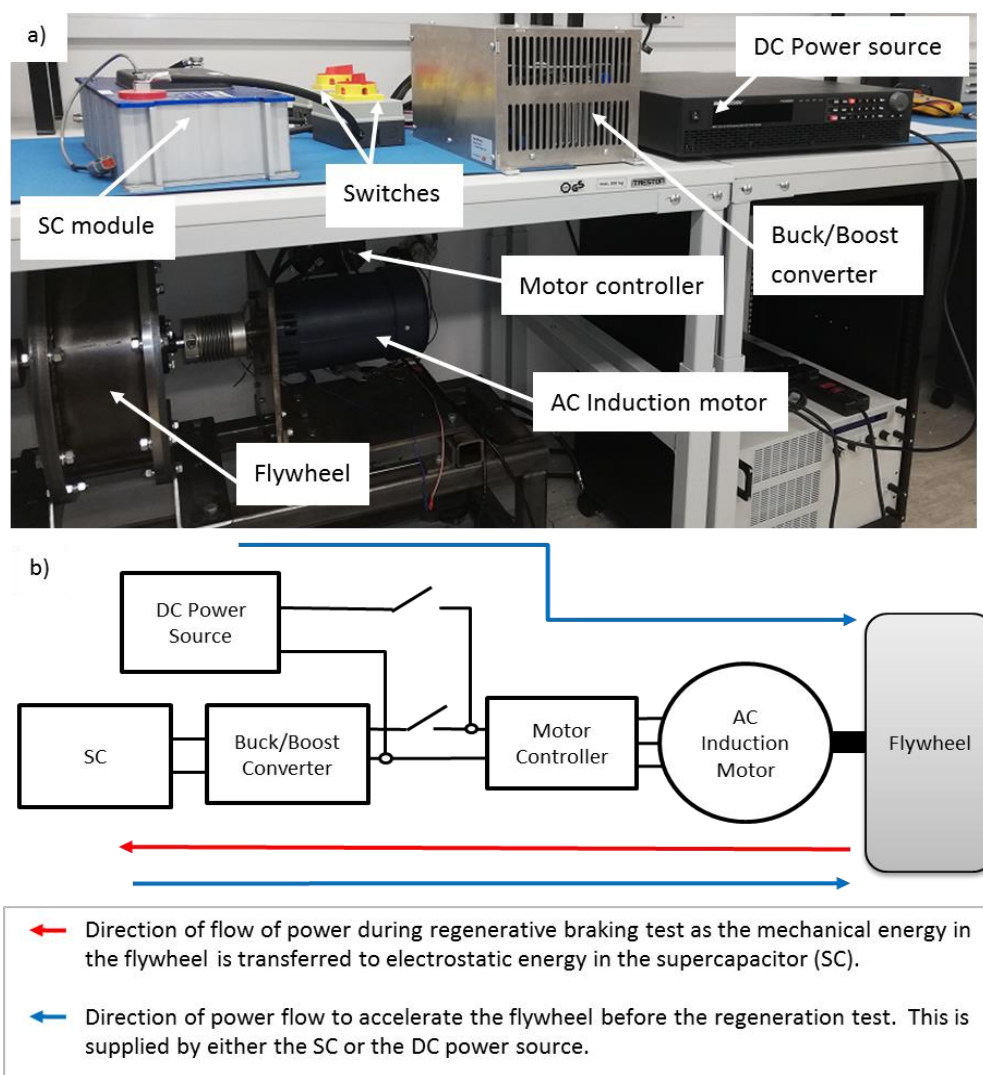 a)
DC Power source
Switches
SC module
max. 300 kg
TRESTON
Buck/Boost
converter
Motor controller
AC Induction motor
Flywheel
b)
DC Power
Source
SC
Buck/Boost
Converter
Motor
Controller
AC
Induction
Motor
Flywheel
Direction of flow of power during regenerative braking test as the mechanical energy in
the flywheel is transferred to electrostatic energy in the supercapacitor (SC).
Direction of power flow to accelerate the flywheel before the regeneration test. This is
supplied by either the SC or the DC power source.